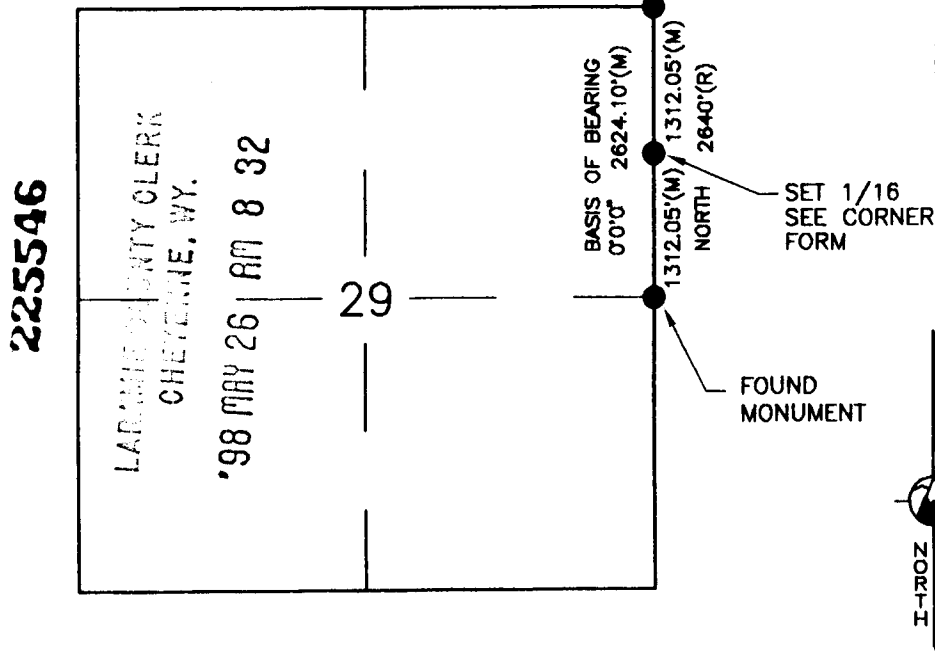 225546
LARAMIE COUNTY CLERK
CHEYENNE, WY.
'98 MAY 26 AM 8 32
29
BASIS OF BEARING
0°0'0" 2624.10'(M)
1312.05'(M)
1312.05'(M)
NORTH
2640'(R)
SET 1/16
SEE CORNER
FORM
FOUND
MONUMENT
NORTH